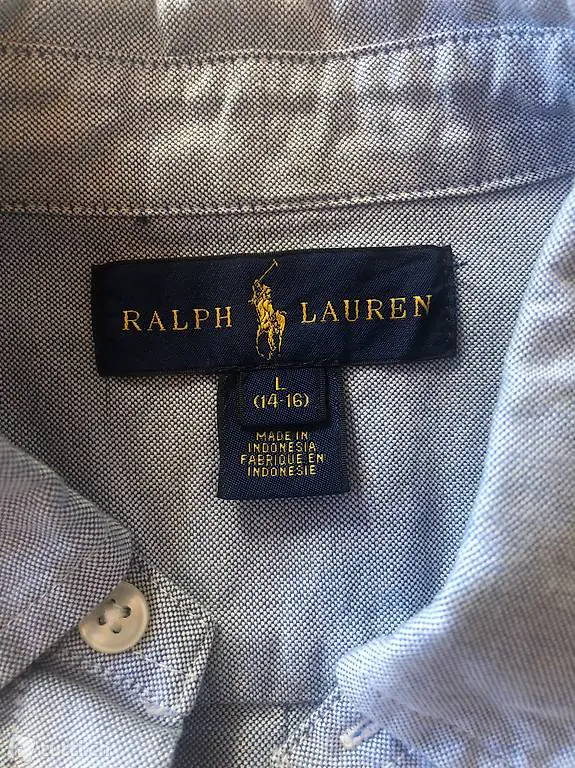 RALPH LAUREN
L
(14-16)
MADE IN
INDONESIA
FABRIQUE EN
INDONESIE